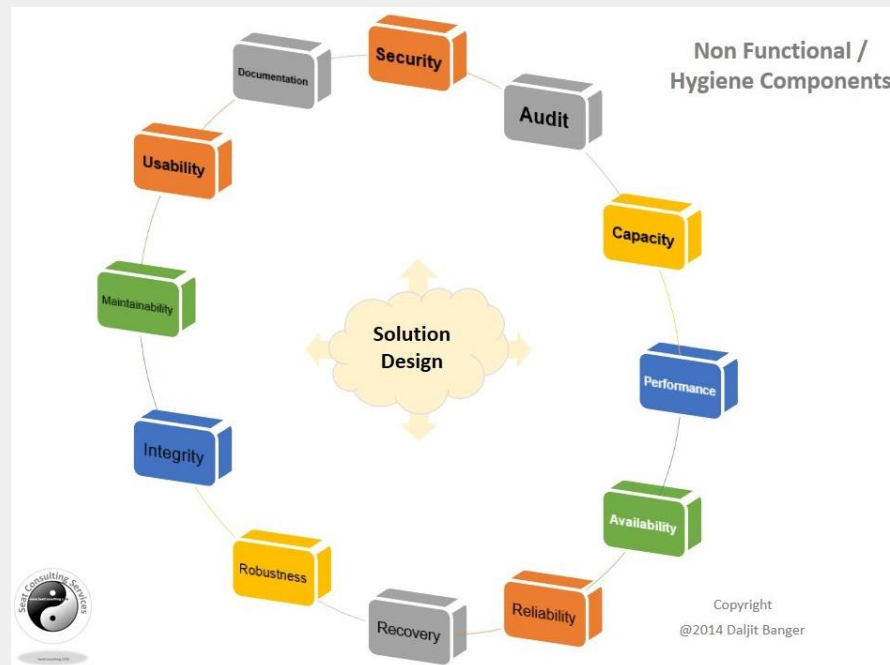 Non Functional /
Hygiene Components
Security
Audit
Capacity
Performance
Availability
Reliability
Recovery
Robustness
Integrity
Maintainability
Usability
Documentation
Solution
Design
Seat Consulting Services
Copyright
@2014 Daljit Banger